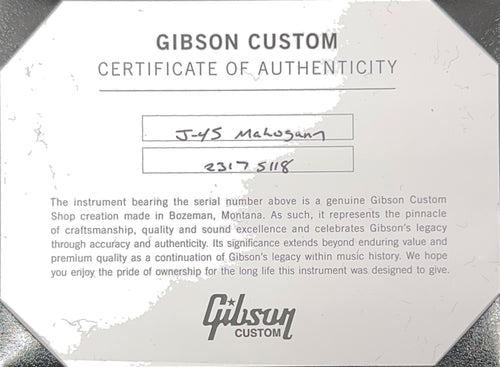 GIBSON CUSTOM
CERTIFICATE OF AUTHENTICITY
J-45 Mahogany
23175118
The instrument bearing the serial number above is a genuine Gibson Custom
Shop creation made in Bozeman, Montana. As such, it represents the pinnacle
of craftsmanship, quality and sound excellence and celebrates Gibson's legacy
through accuracy and authenticity. Its significance extends beyond enduring value and
premium quality as a continuation of Gibson's legacy within music history. We hope
you enjoy the pride of ownership for the long life this instrument was designed to give.
Gibson
CUSTOM